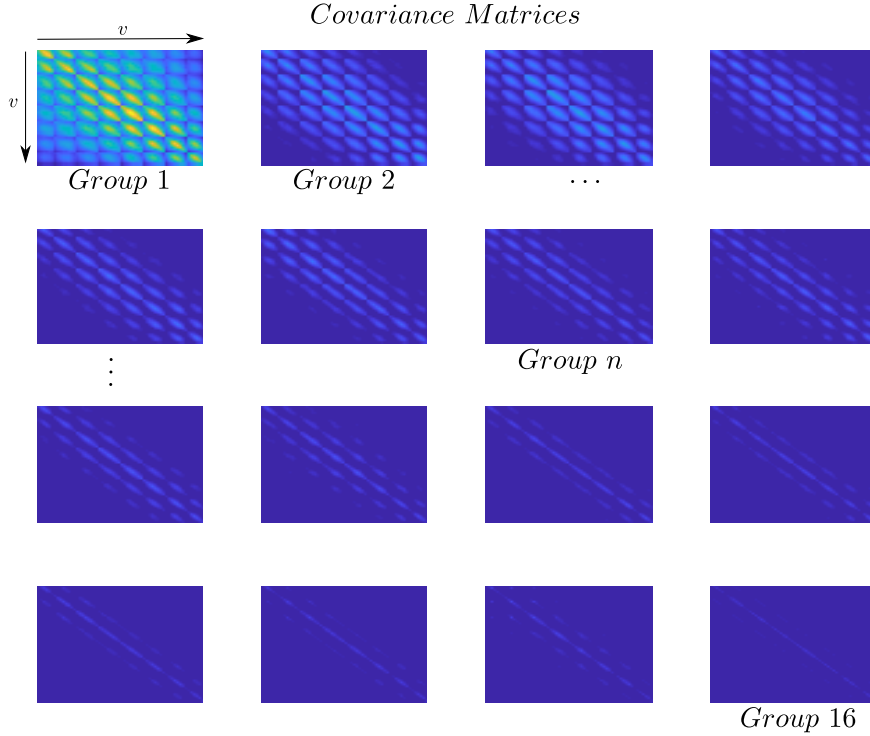 Covariance Matrices
v
v
Group 1
Group 2
...
Group n
⋮
Group 16